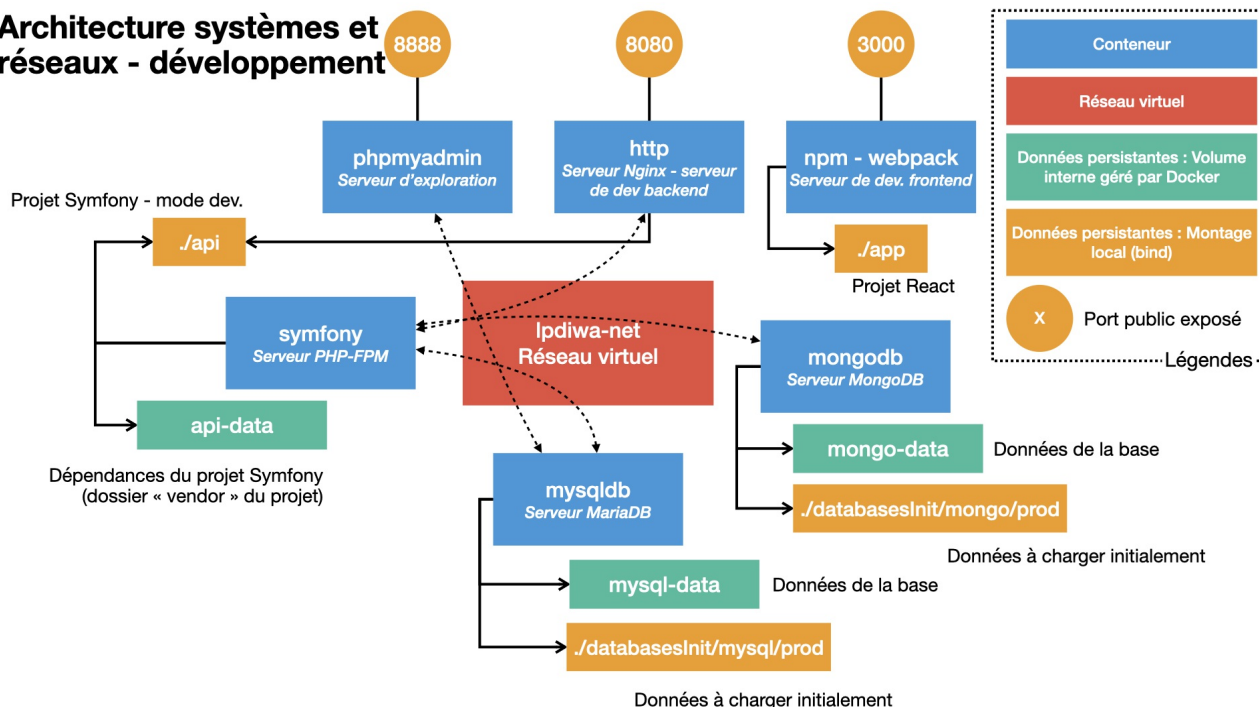 Architecture systèmes et
réseaux - développement
8888
8080
3000
phpmyadmin
Serveur d'exploration
http
Serveur Nginx - serveur
de dev backend
npm - webpack
Serveur de dev. frontend
Projet Symfony - mode dev.
./api
./app
Projet React
symfony
Serveur PHP-FPM
lpdiwa-net
Réseau virtuel
mongodb
Serveur MongoDB
api-data
Dépendances du projet Symfony
(dossier « vendor » du projet)
mongo-data
Données de la base
./databasesInit/mongo/prod
Données à charger initialement
mysqldb
Serveur MariaDB
mysql-data
Données de la base
./databasesInit/mysql/prod
Données à charger initialement
Conteneur
Réseau virtuel
Données persistantes : Volume
interne géré par Docker
Données persistantes : Montage
local (bind)
X
Port public exposé
Légendes